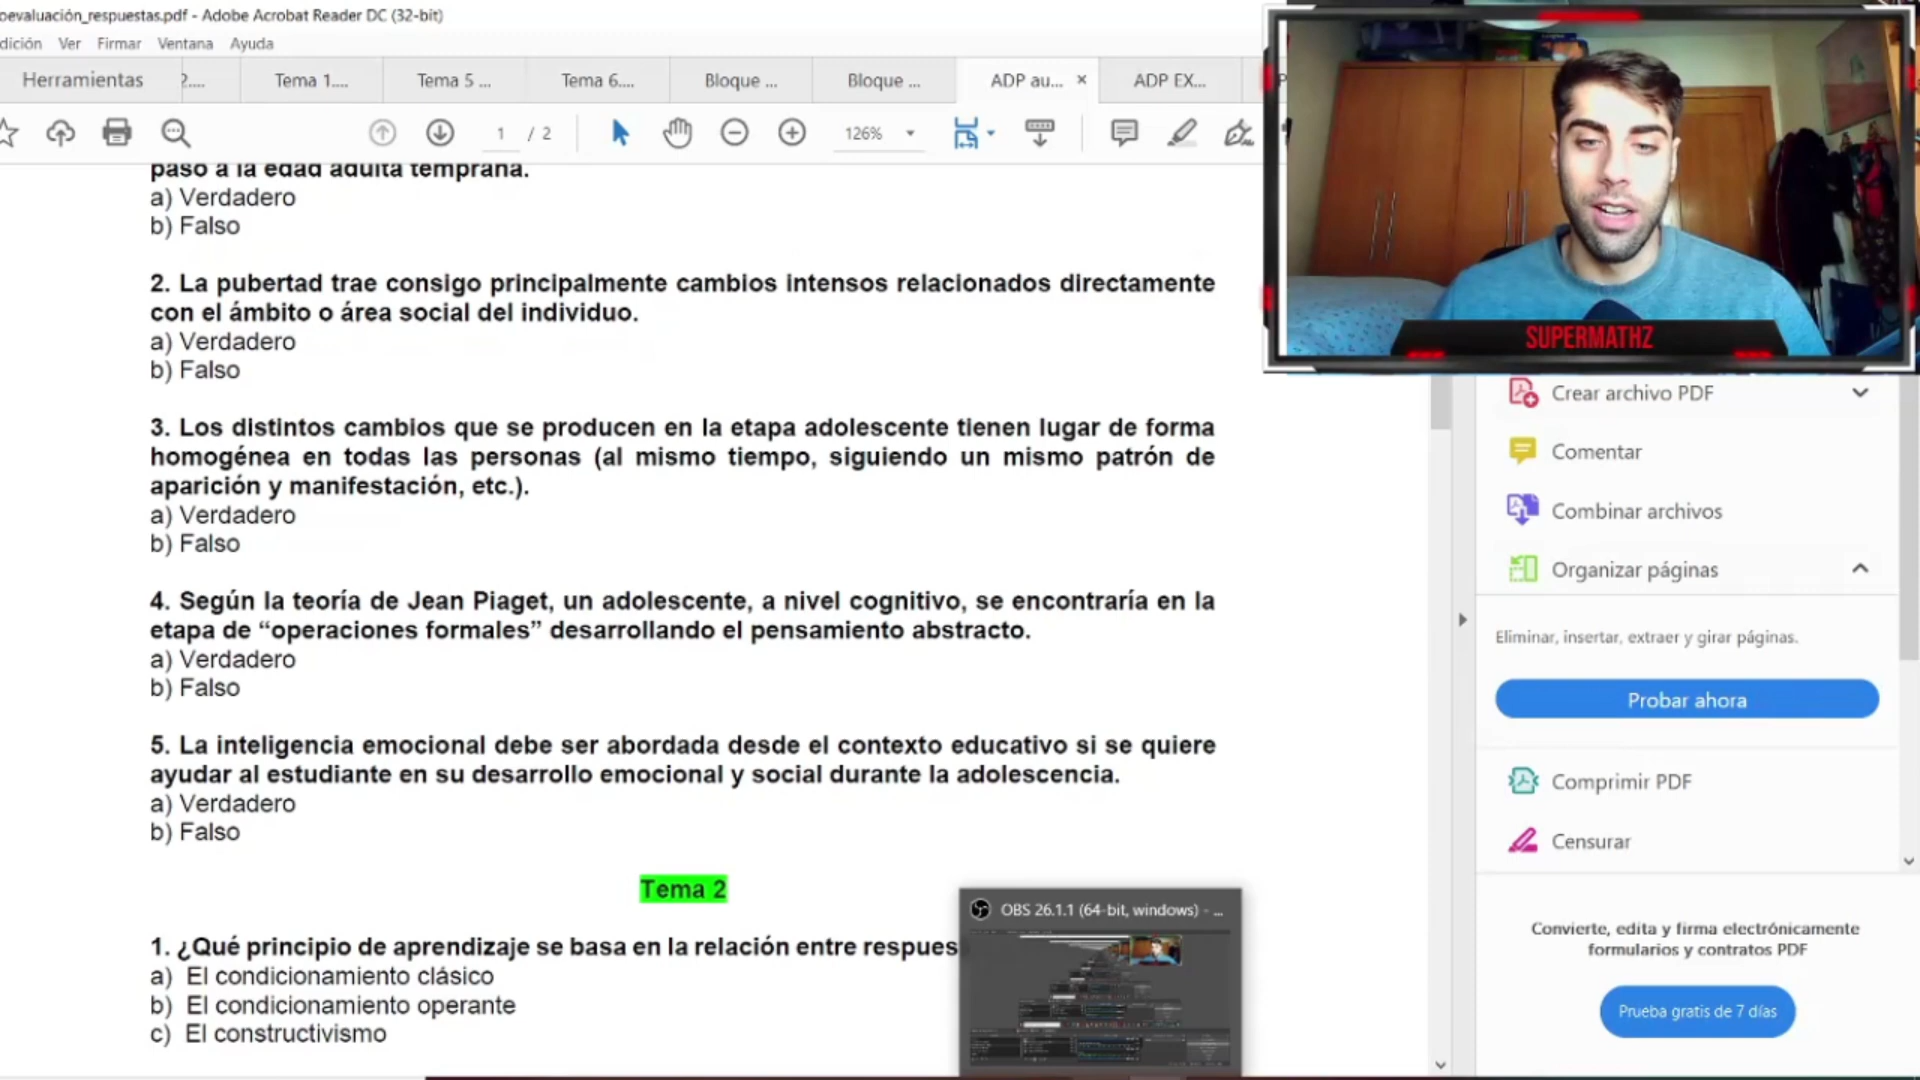 oevaluación_respuestas.pdf - Adobe Acrobat Reader DC (32-bit)
dición Ver Firmar Ventana Ayuda
Herramientas 2.... Tema 1.... Tema 5 ... Tema 6.... Bloque ... Bloque ... ADP au... × ADP EX...
1 / 2 126%
paso a la edad adulta temprana.
a) Verdadero
b) Falso
2. La pubertad trae consigo principalmente cambios intensos relacionados directamente
con el ámbito o área social del individuo.
a) Verdadero
b) Falso
3. Los distintos cambios que se producen en la etapa adolescente tienen lugar de forma
homogénea en todas las personas (al mismo tiempo, siguiendo un mismo patrón de
aparición y manifestación, etc.).
a) Verdadero
b) Falso
4. Según la teoría de Jean Piaget, un adolescente, a nivel cognitivo, se encontraría en la
etapa de “operaciones formales” desarrollando el pensamiento abstracto.
a) Verdadero
b) Falso
5. La inteligencia emocional debe ser abordada desde el contexto educativo si se quiere
ayudar al estudiante en su desarrollo emocional y social durante la adolescencia.
a) Verdadero
b) Falso
Tema 2
1. ¿Qué principio de aprendizaje se basa en la relación entre respues
a) El condicionamiento clásico
b) El condicionamiento operante
c) El constructivismo
OBS 26.1.1 (64-bit, windows) - ...
SUPERMATHZ
Crear archivo PDF
Comentar
Combinar archivos
Organizar páginas
Eliminar, insertar, extraer y girar páginas.
Probar ahora
Comprimir PDF
Censurar
Convierte, edita y firma electrónicamente
formularios y contratos PDF
Prueba gratis de 7 días